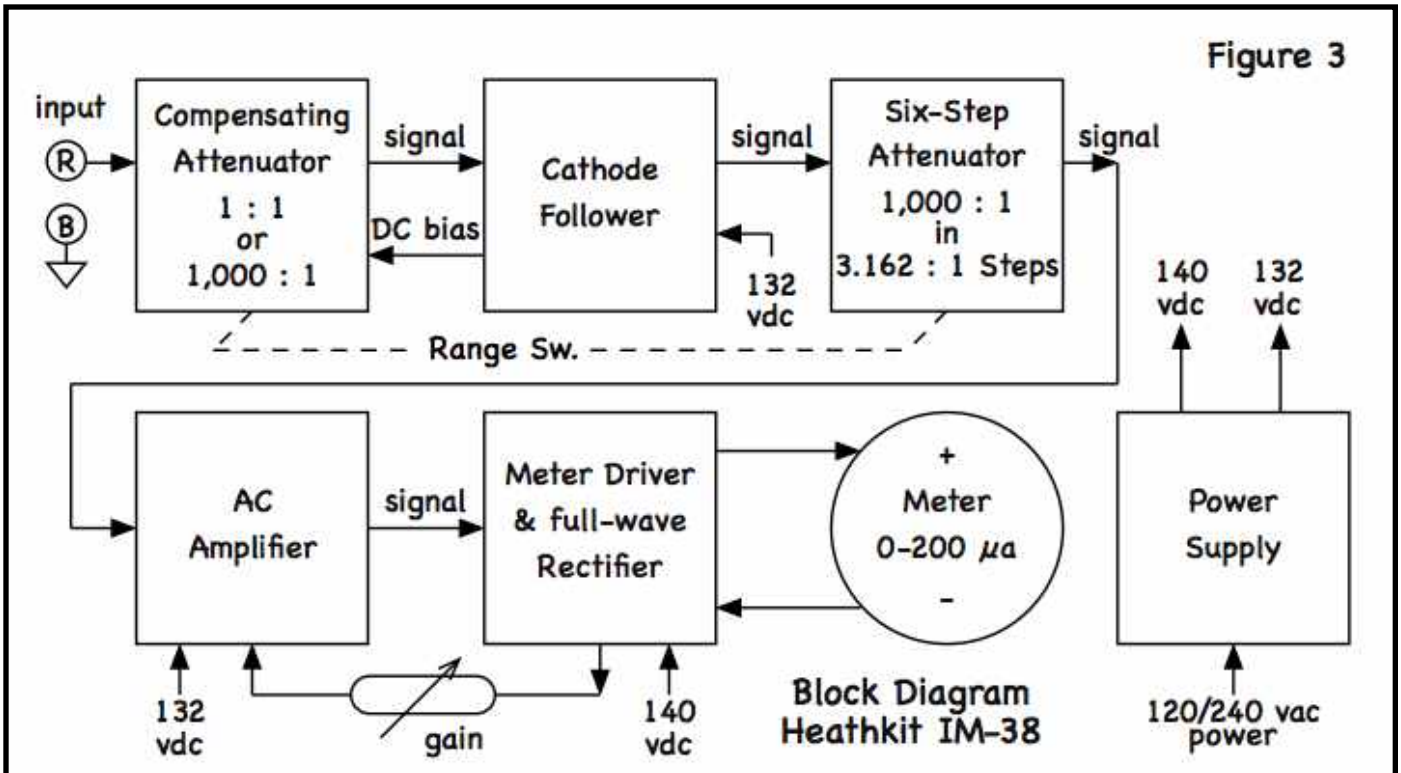 Figure 3
input
R
B
Compensating
Attenuator
1 : 1
or
1,000 : 1
signal
DC bias
Cathode
Follower
132
vdc
signal
Six-Step
Attenuator
1,000 : 1
in
3.162 : 1 Steps
signal
Range Sw.
140
vdc
132
vdc
AC
Amplifier
132
vdc
signal
gain
Meter Driver
& full-wave
Rectifier
140
vdc
+
Meter
0-200 μa
-
Block Diagram
Heathkit IM-38
Power
Supply
120/240 vac
power